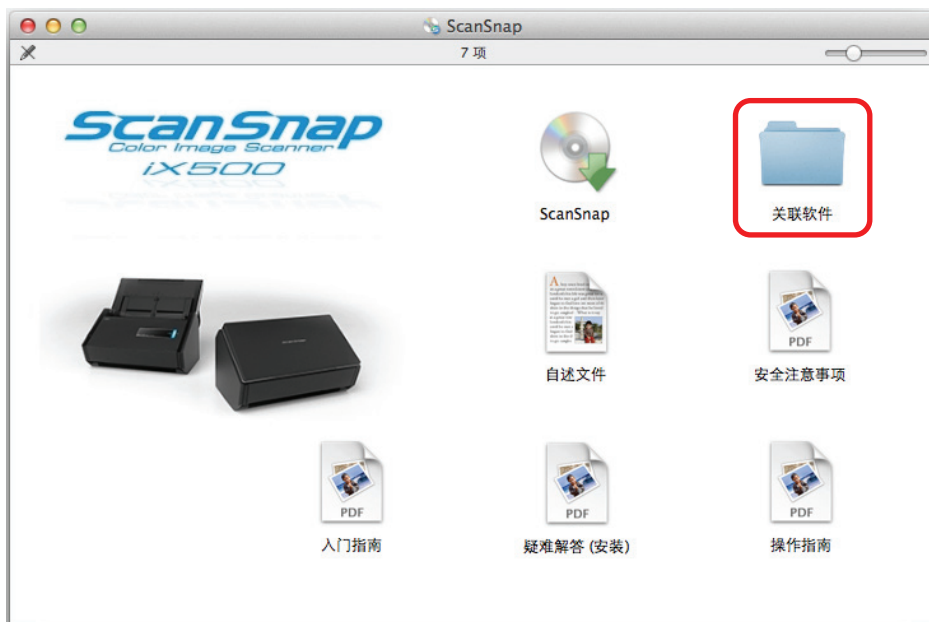 ScanSnap
7 项
ScanSnap
Color Image Scanner
iX500
ScanSnap
关联软件
自述文件
PDF
安全注意事项
PDF
入门指南
PDF
疑难解答 (安装)
PDF
操作指南